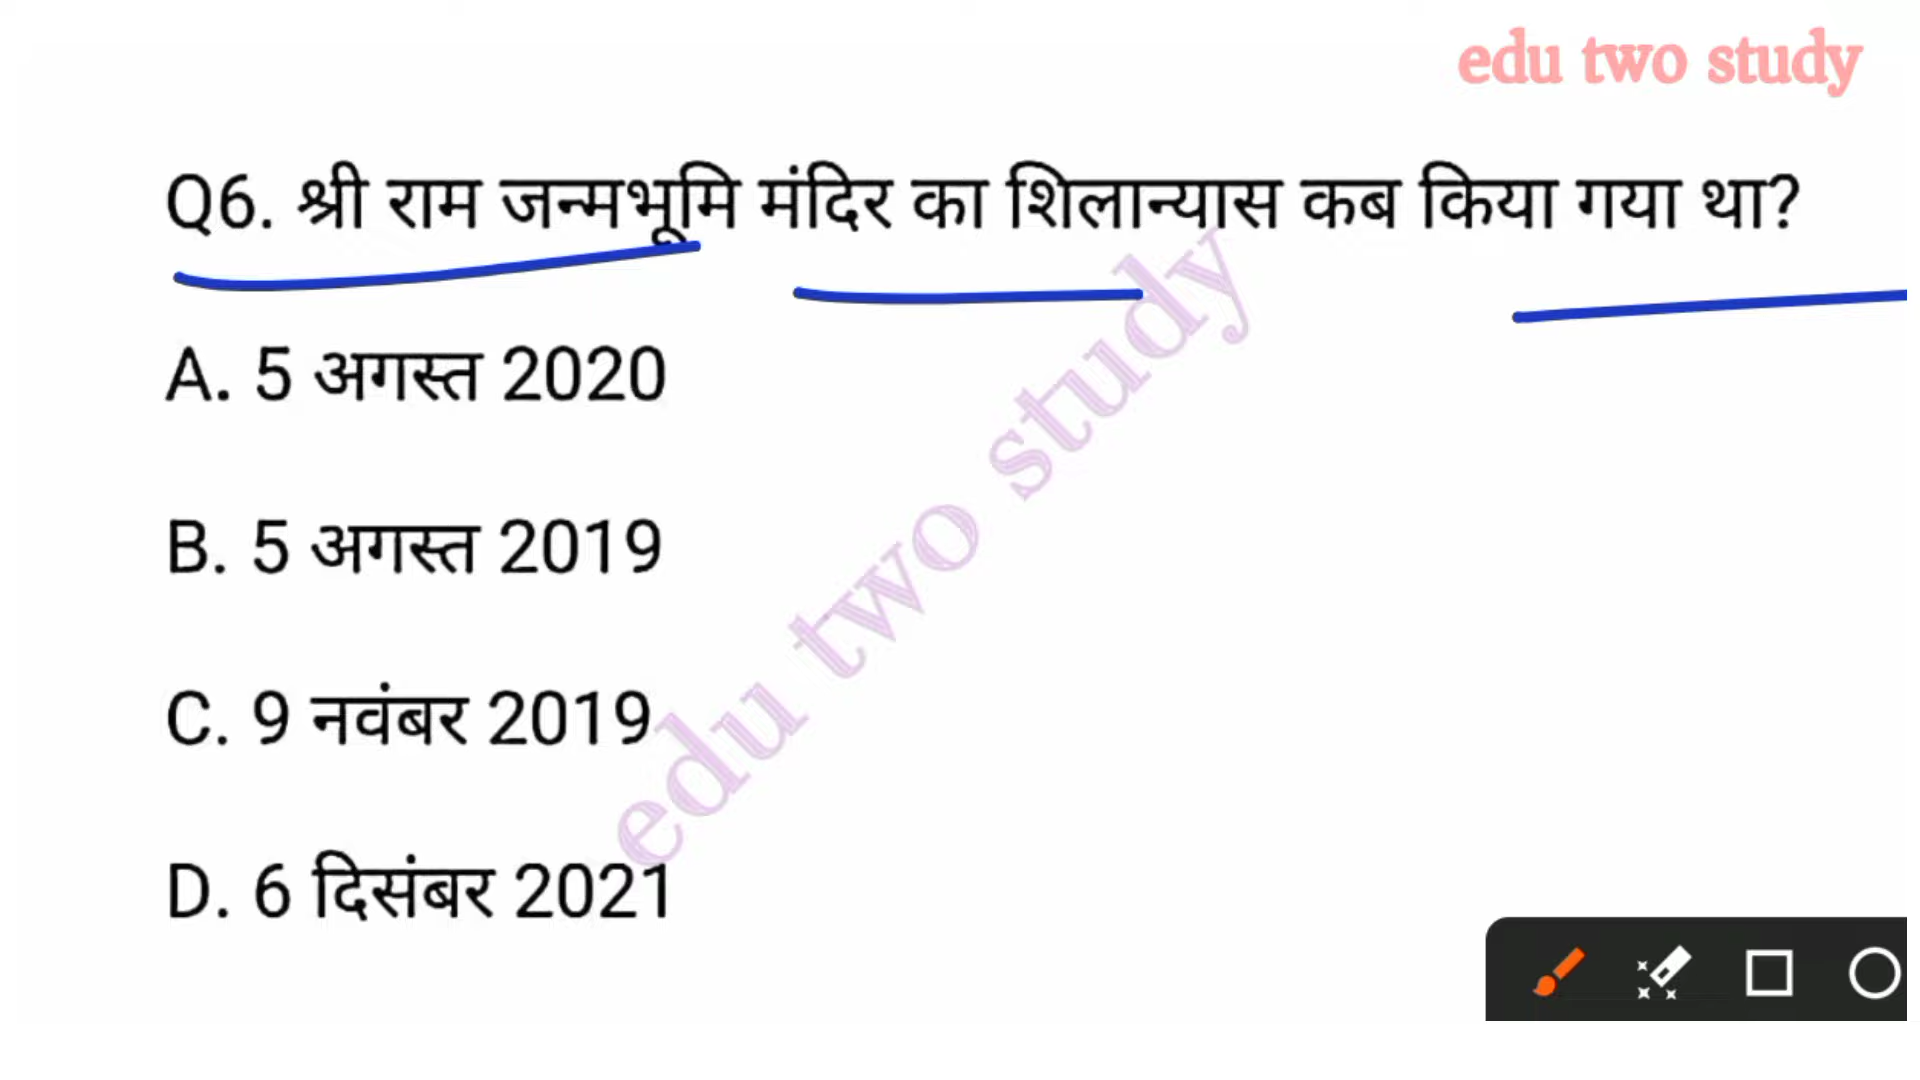 edu two study
Q6. श्री राम जन्मभूमि मंदिर का शिलान्यास कब किया गया था?
A. 5 अगस्त 2020
B. 5 अगस्त 2019
C. 9 नवंबर 2019
D. 6 दिसंबर 2021
edu two study